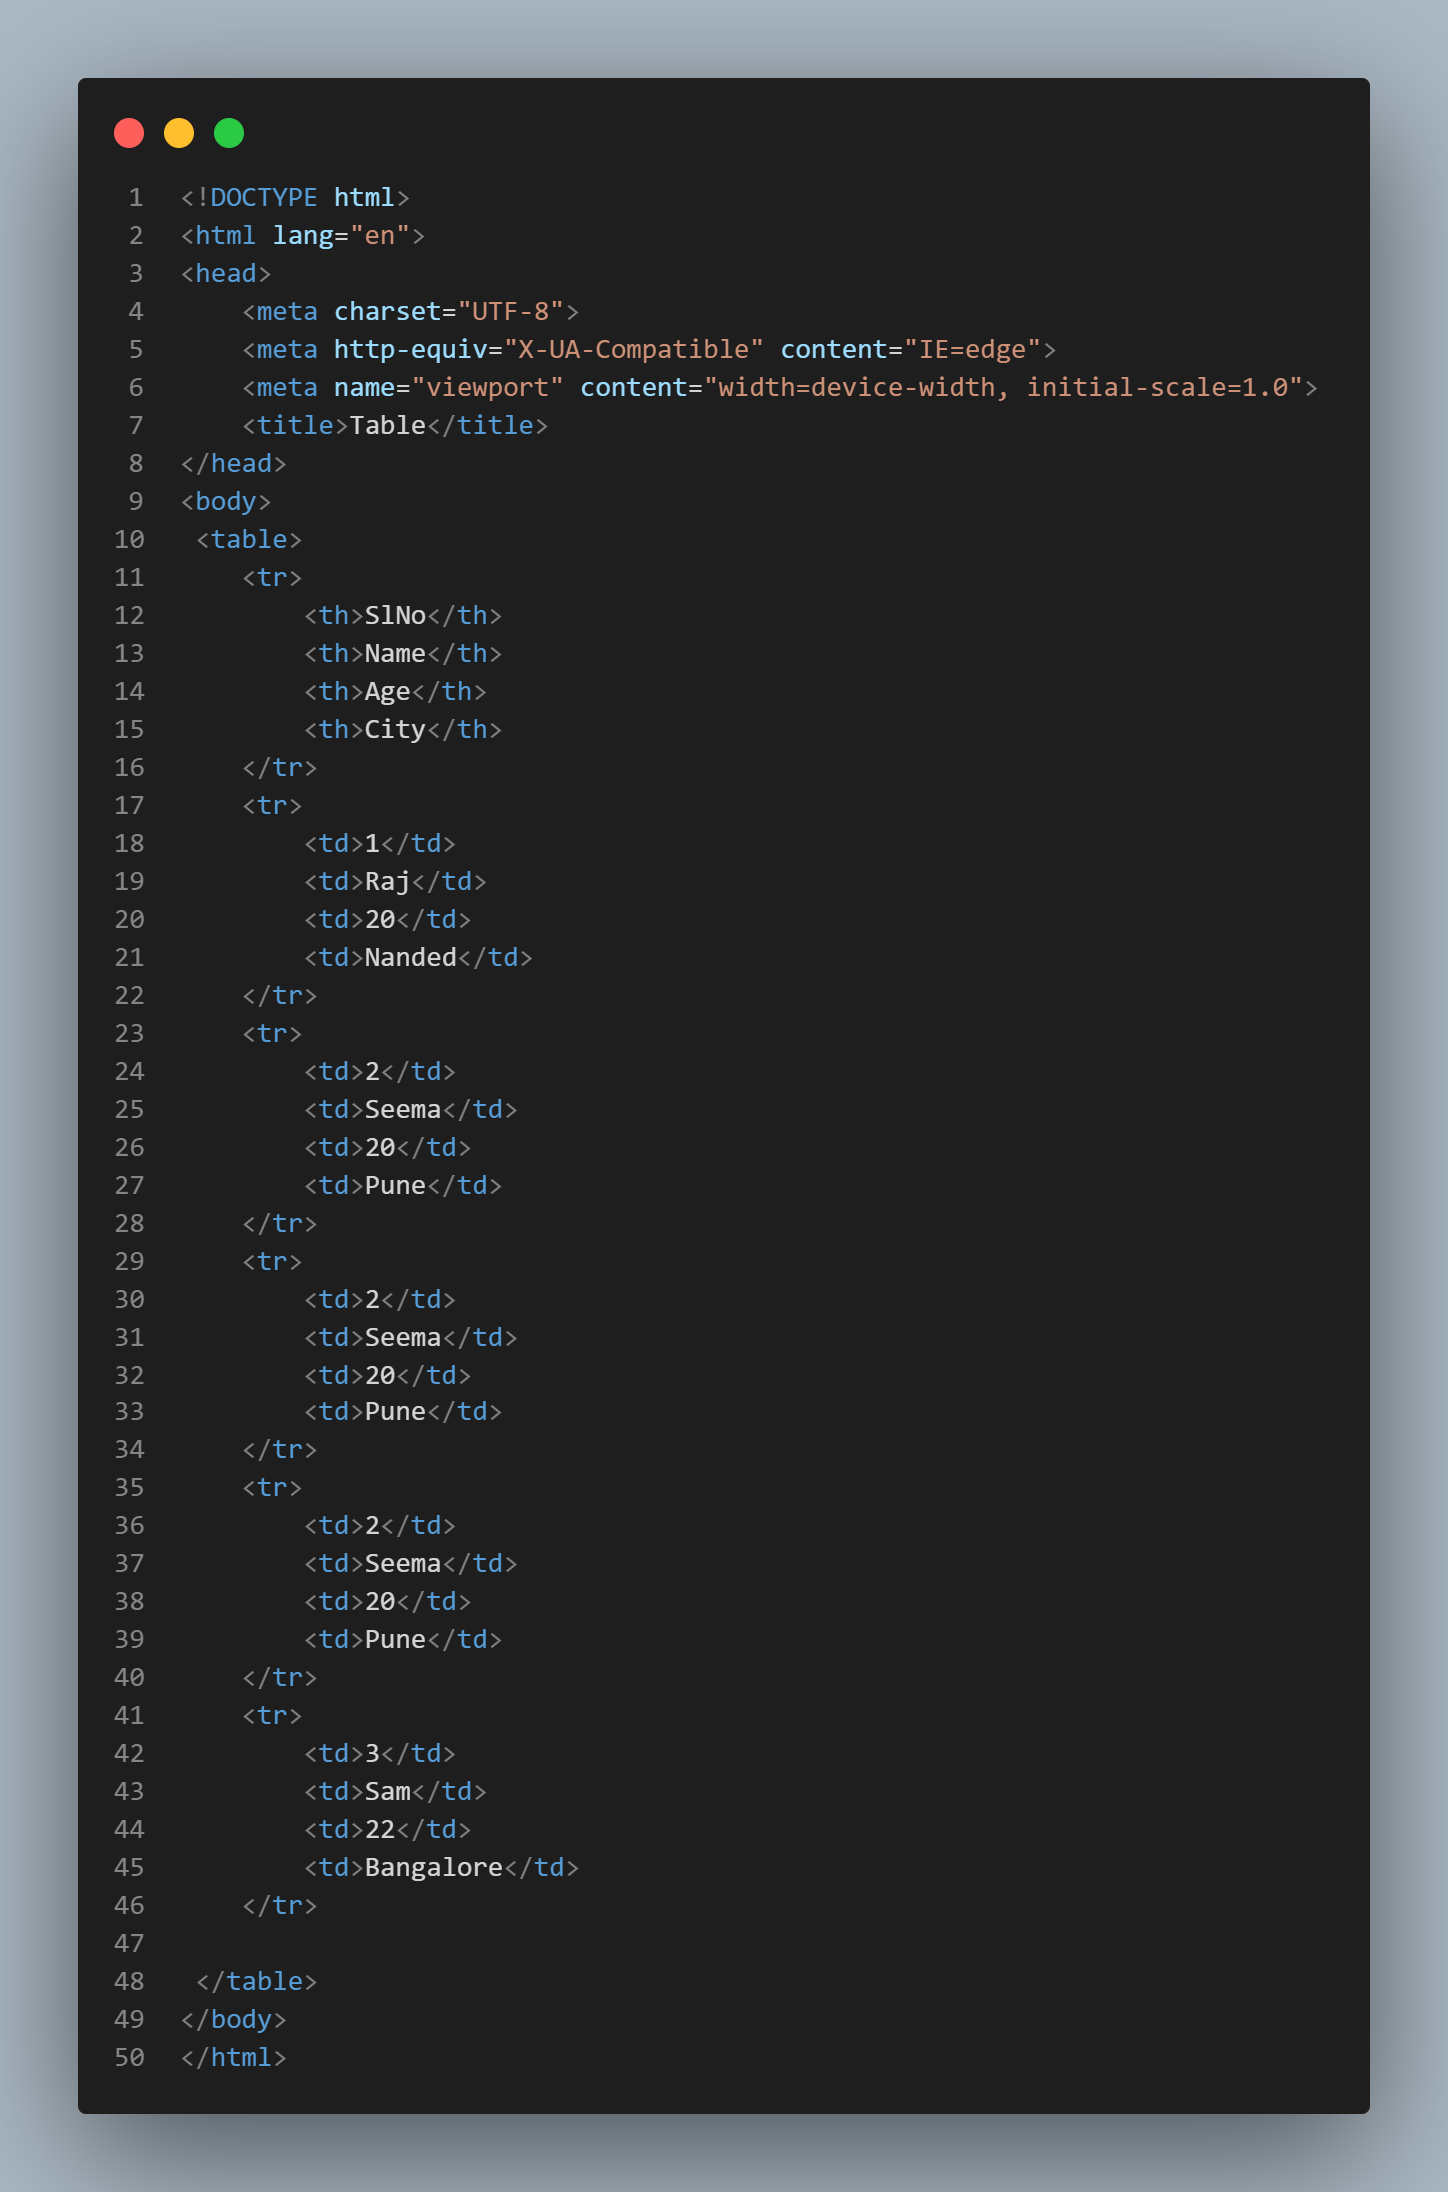 1 <!DOCTYPE html>
2 <html lang="en">
3 <head>
4     <meta charset="UTF-8">
5     <meta http-equiv="X-UA-Compatible" content="IE=edge">
6     <meta name="viewport" content="width=device-width, initial-scale=1.0">
7     <title>Table</title>
8 </head>
9 <body>
10  <table>
11     <tr>
12         <th>SlNo</th>
13         <th>Name</th>
14         <th>Age</th>
15         <th>City</th>
16     </tr>
17     <tr>
18         <td>1</td>
19         <td>Raj</td>
20         <td>20</td>
21         <td>Nanded</td>
22     </tr>
23     <tr>
24         <td>2</td>
25         <td>Seema</td>
26         <td>20</td>
27         <td>Pune</td>
28     </tr>
29     <tr>
30         <td>2</td>
31         <td>Seema</td>
32         <td>20</td>
33         <td>Pune</td>
34     </tr>
35     <tr>
36         <td>2</td>
37         <td>Seema</td>
38         <td>20</td>
39         <td>Pune</td>
40     </tr>
41     <tr>
42         <td>3</td>
43         <td>Sam</td>
44         <td>22</td>
45         <td>Bangalore</td>
46     </tr>
47
48  </table>
49 </body>
50 </html>